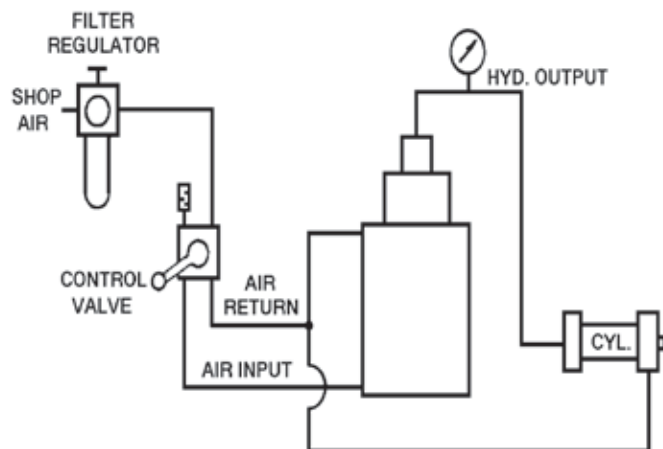 FILTER
REGULATOR
SHOP
AIR
HYD. OUTPUT
CONTROL
VALVE
AIR
RETURN
AIR INPUT
CYL.